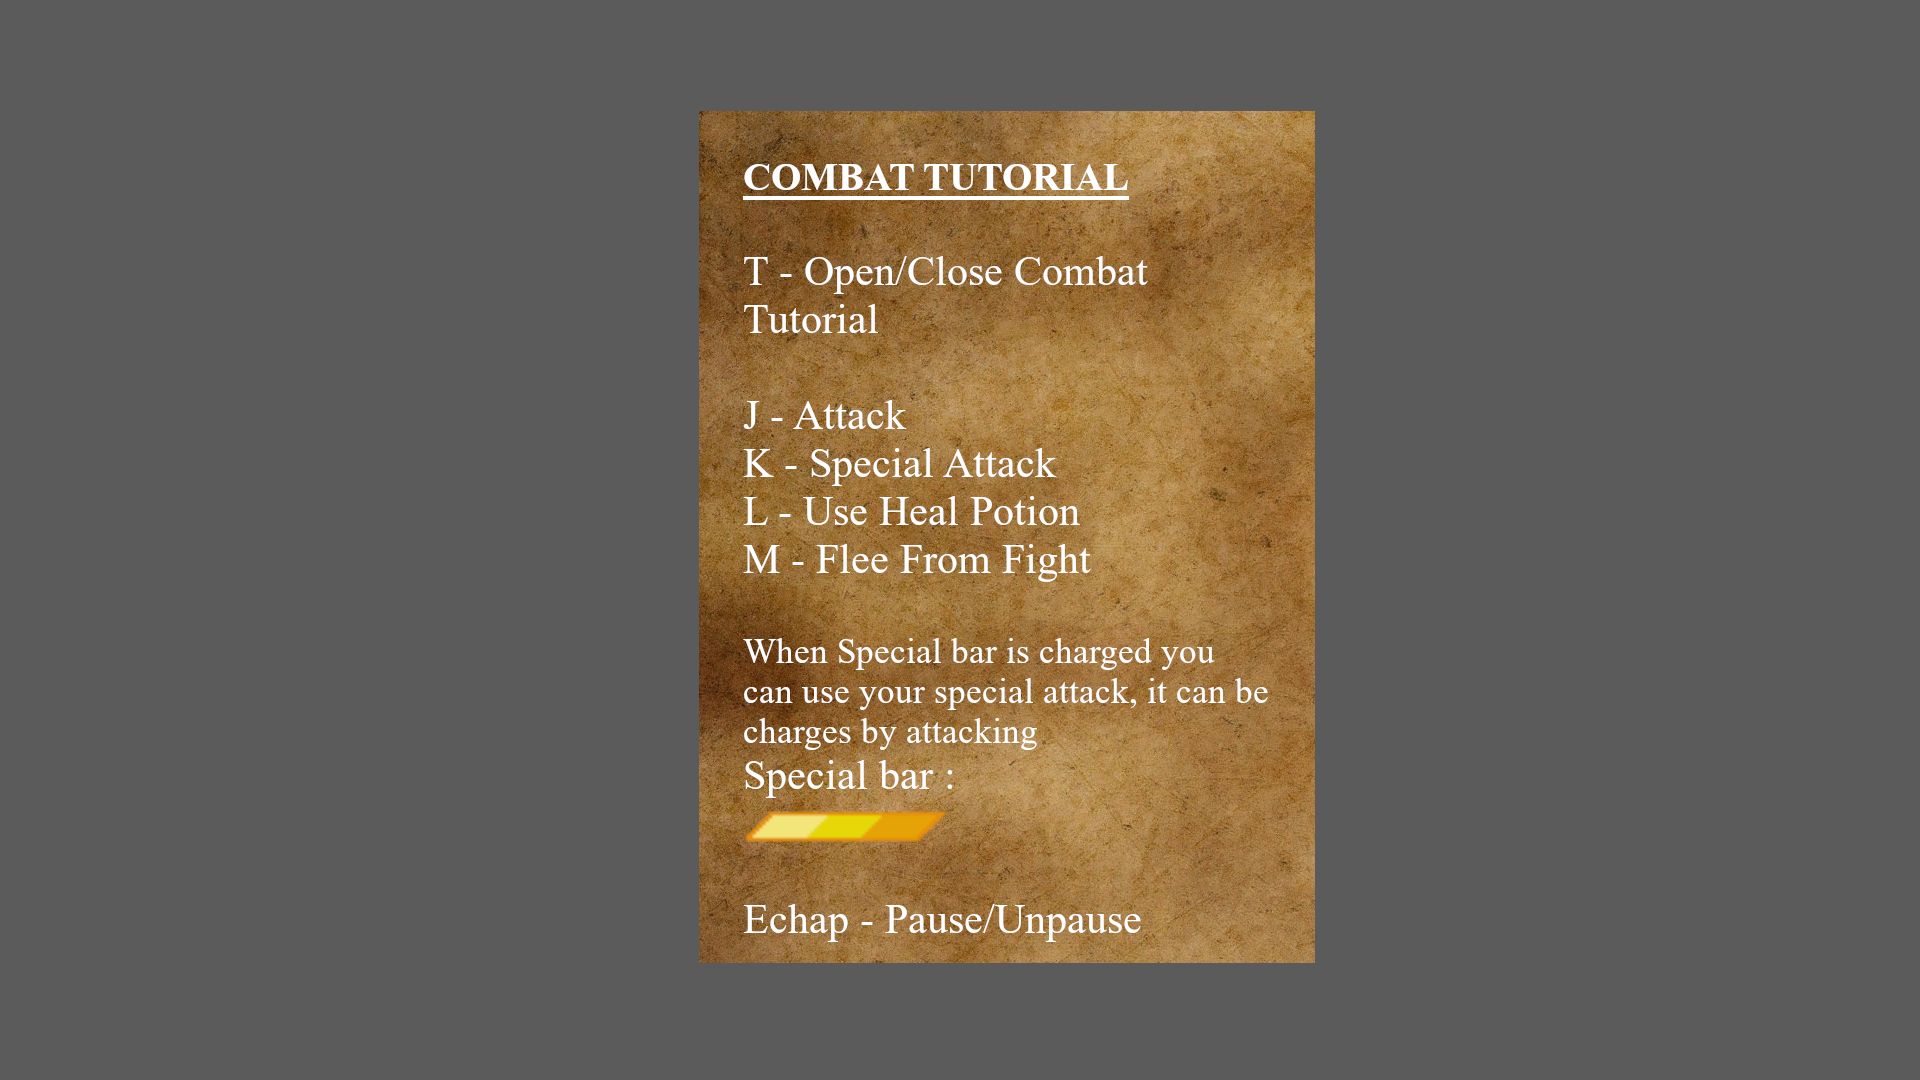 COMBAT TUTORIAL
T - Open/Close Combat
Tutorial
J - Attack
K - Special Attack
L - Use Heal Potion
M - Flee From Fight
When Special bar is charged you
can use your special attack, it can be
charges by attacking
Special bar :
Echap - Pause/Unpause